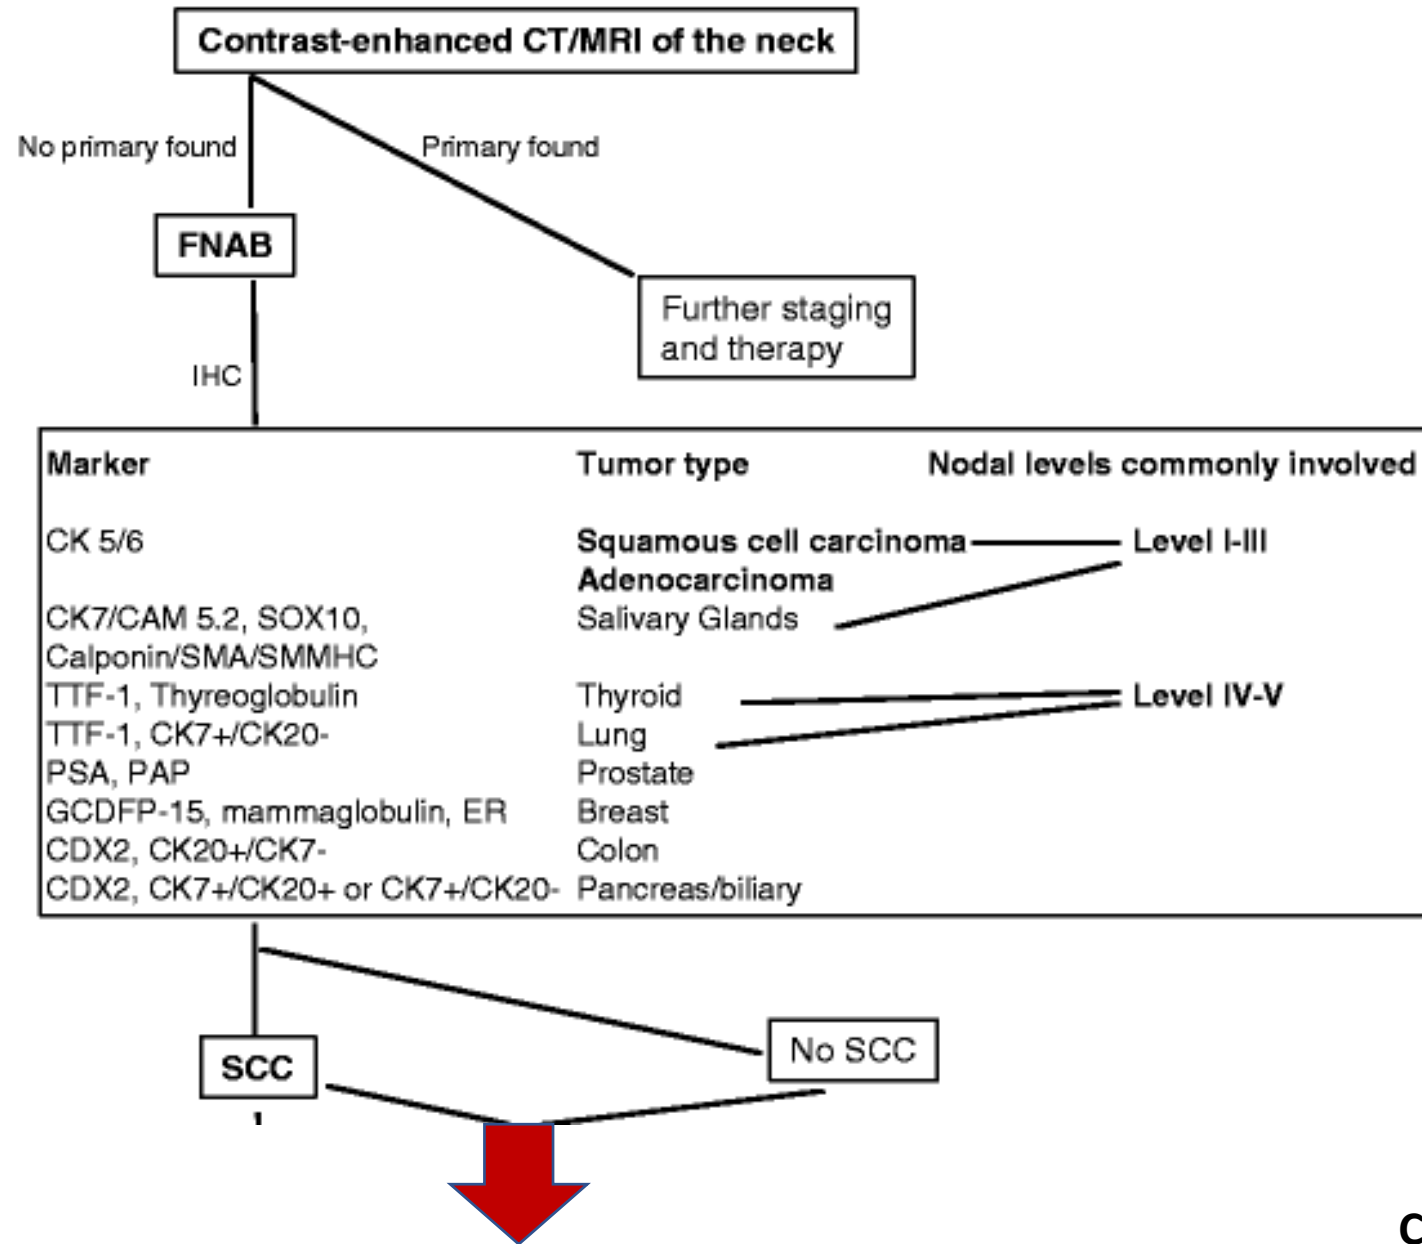 Contrast-enhanced CT/MRI of the neck
No primary found
Primary found
FNAB
Further staging
and therapy
IHC
Marker Tumor type Nodal levels commonly involved
CK 5/6 Squamous cell carcinoma Level I-III
Adenocarcinoma
CK7/CAM 5.2, SOX10, Salivary Glands
Calponin/SMA/SMMHC
TTF-1, Thyreoglobulin Thyroid Level IV-V
TTF-1, CK7+/CK20- Lung
PSA, PAP Prostate
GCDFP-15, mammaglobulin, ER Breast
CDX2, CK20+/CK7- Colon
CDX2, CK7+/CK20+ or CK7+/CK20- Pancreas/biliary
SCC
No SCC